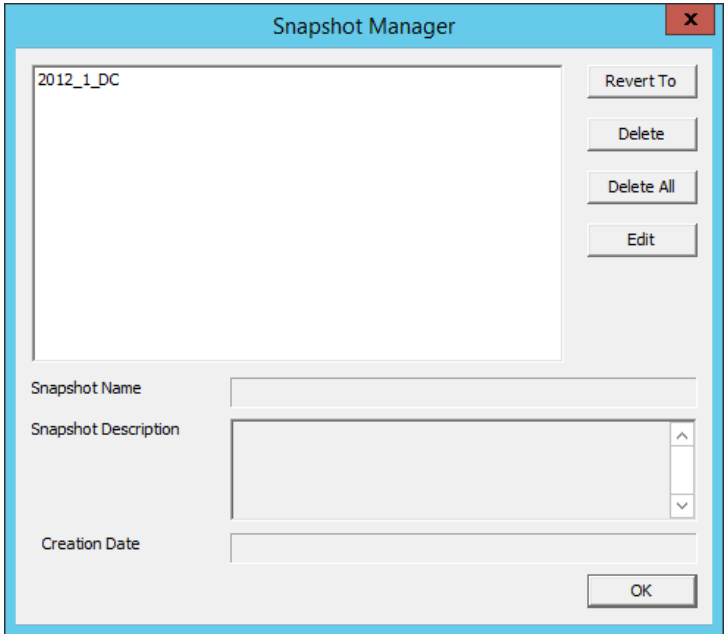 Snapshot Manager
x
2012_1_DC
Revert To
Delete
Delete All
Edit
Snapshot Name
Snapshot Description
Creation Date
OK